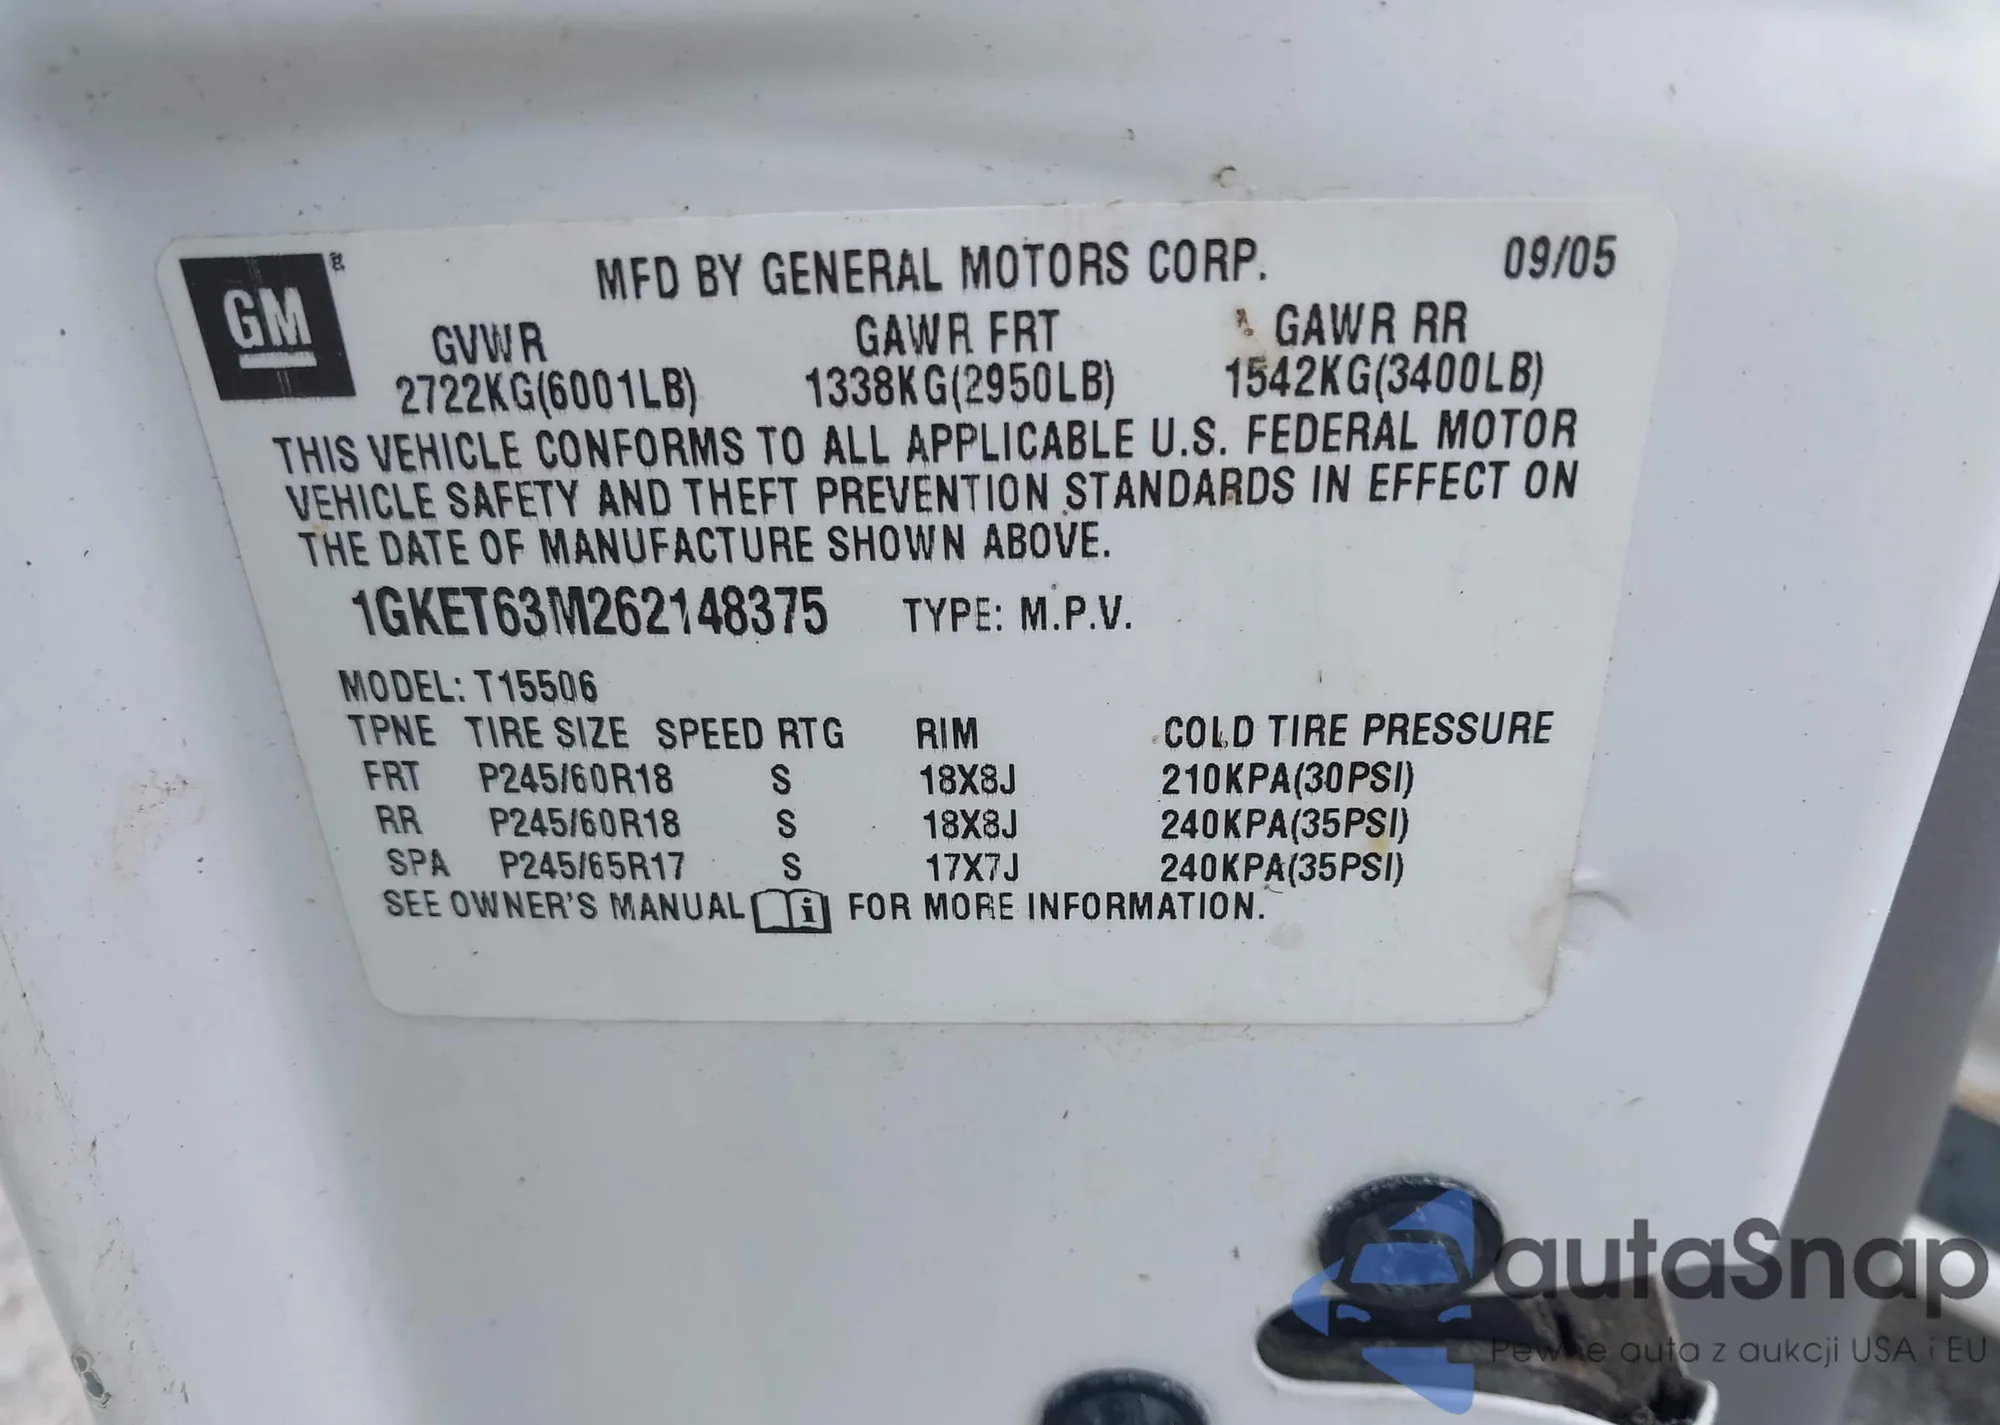 GM
MFD BY GENERAL MOTORS CORP. 09/05
GVWR GAWR FRT GAWR RR
2722KG(6001LB) 1338KG(2950LB) 1542KG(3400LB)
THIS VEHICLE CONFORMS TO ALL APPLICABLE U.S. FEDERAL MOTOR
VEHICLE SAFETY AND THEFT PREVENTION STANDARDS IN EFFECT ON
THE DATE OF MANUFACTURE SHOWN ABOVE.
1GKET63M262148375 TYPE: M.P.V.
MODEL: T15506
TPNE TIRE SIZE SPEED RTG RIM COLD TIRE PRESSURE
FRT P245/60R18 S 18X8J 210KPA(30PSI)
RR P245/60R18 S 18X8J 240KPA(35PSI)
SPA P245/65R17 S 17X7J 240KPA(35PSI)
SEE OWNER'S MANUAL i FOR MORE INFORMATION.
autaSnap
Pewne auta z aukcji USA i EU